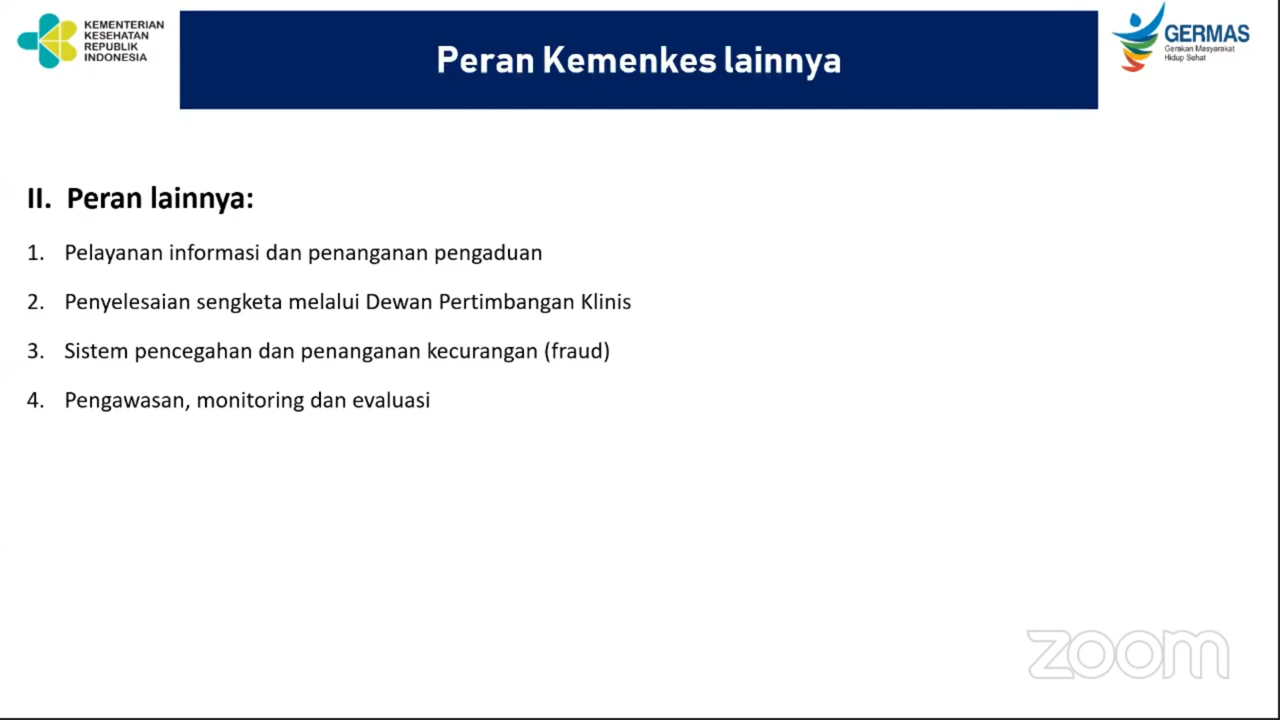 KEMENTERIAN
KESEHATAN
REPUBLIK
INDONESIA
Peran Kemenkes lainnya
GERMAS
Gerakan Masyarakat
Hidup Sehat
II. Peran lainnya:
1. Pelayanan informasi dan penanganan pengaduan
2. Penyelesaian sengketa melalui Dewan Pertimbangan Klinis
3. Sistem pencegahan dan penanganan kecurangan (fraud)
4. Pengawasan, monitoring dan evaluasi
zoom